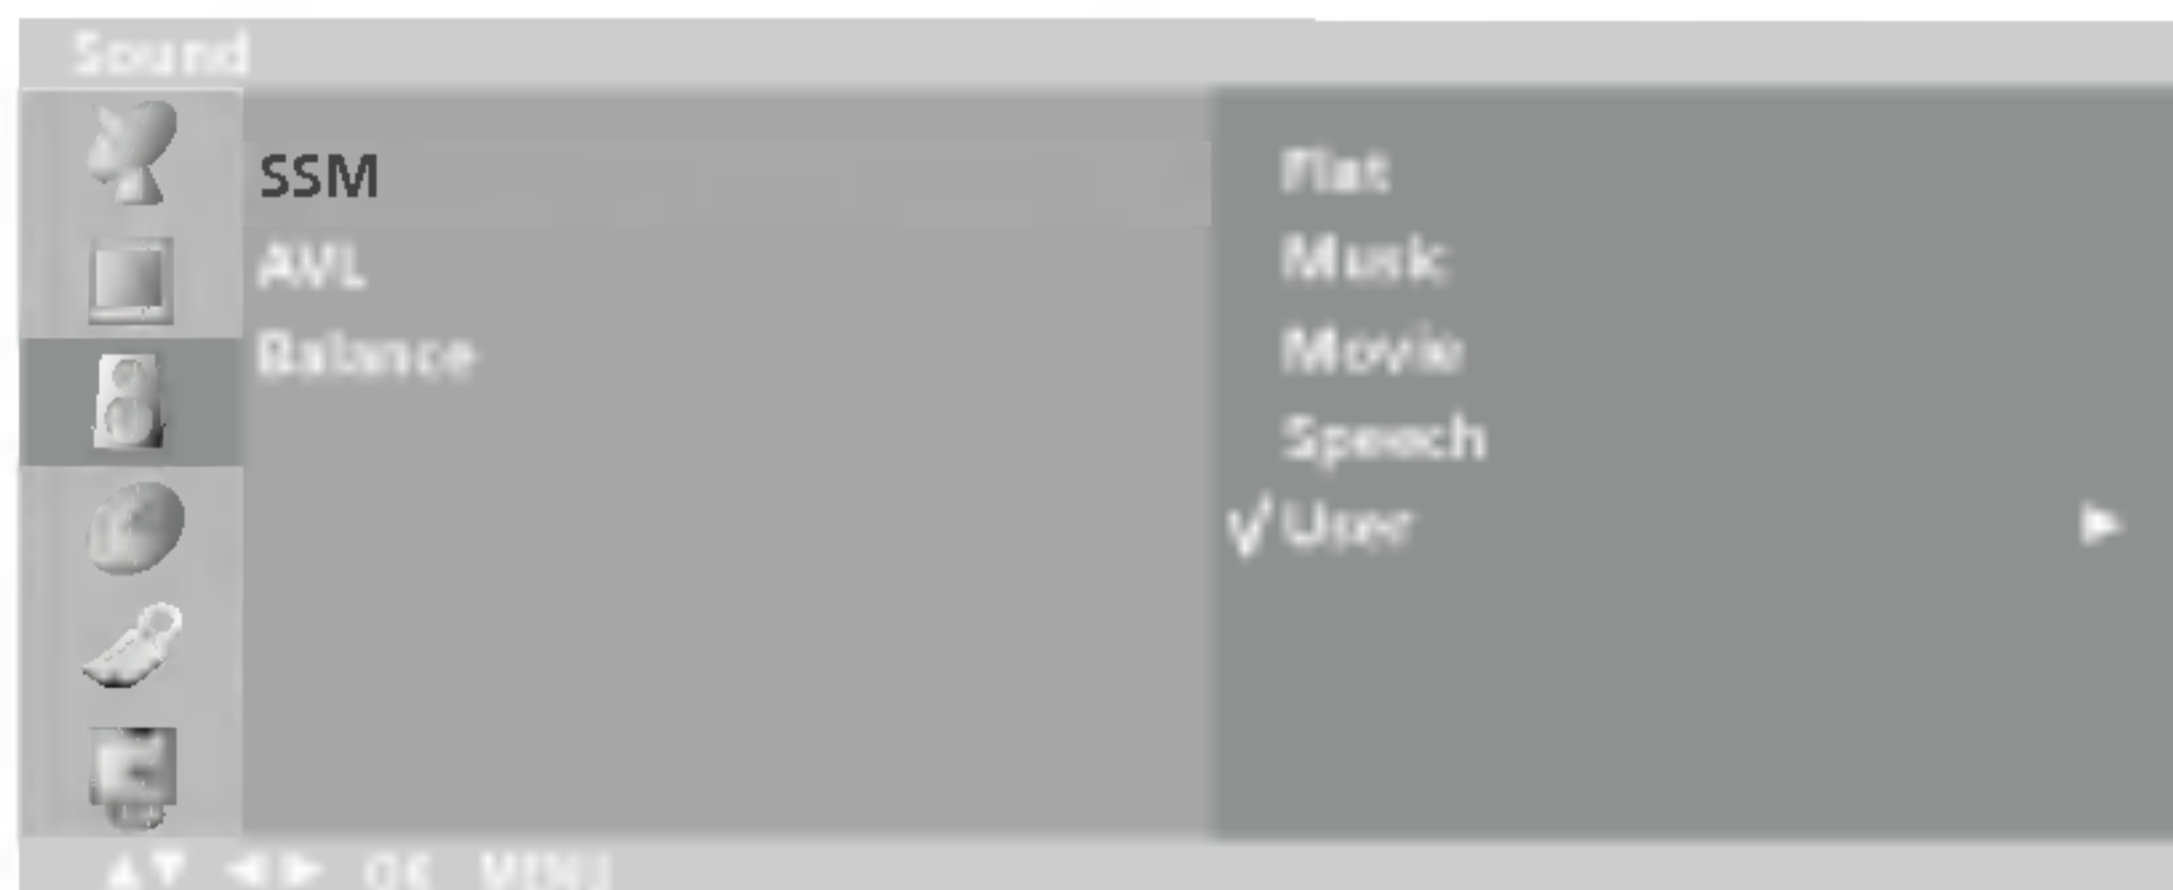 Sound
SSM
AVL
Balance
Flat
Music
Movie
Speech
√ User ▶
▲▼ ◀▶ OK MENU